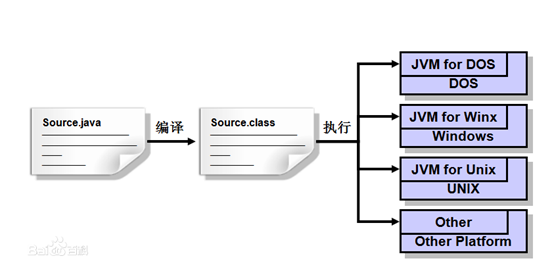 Source.java
编译
Source.class
执行
JVM for DOS
DOS
JVM for Winx
Windows
JVM for Unix
UNIX
Other
Other Platform
Bai百科